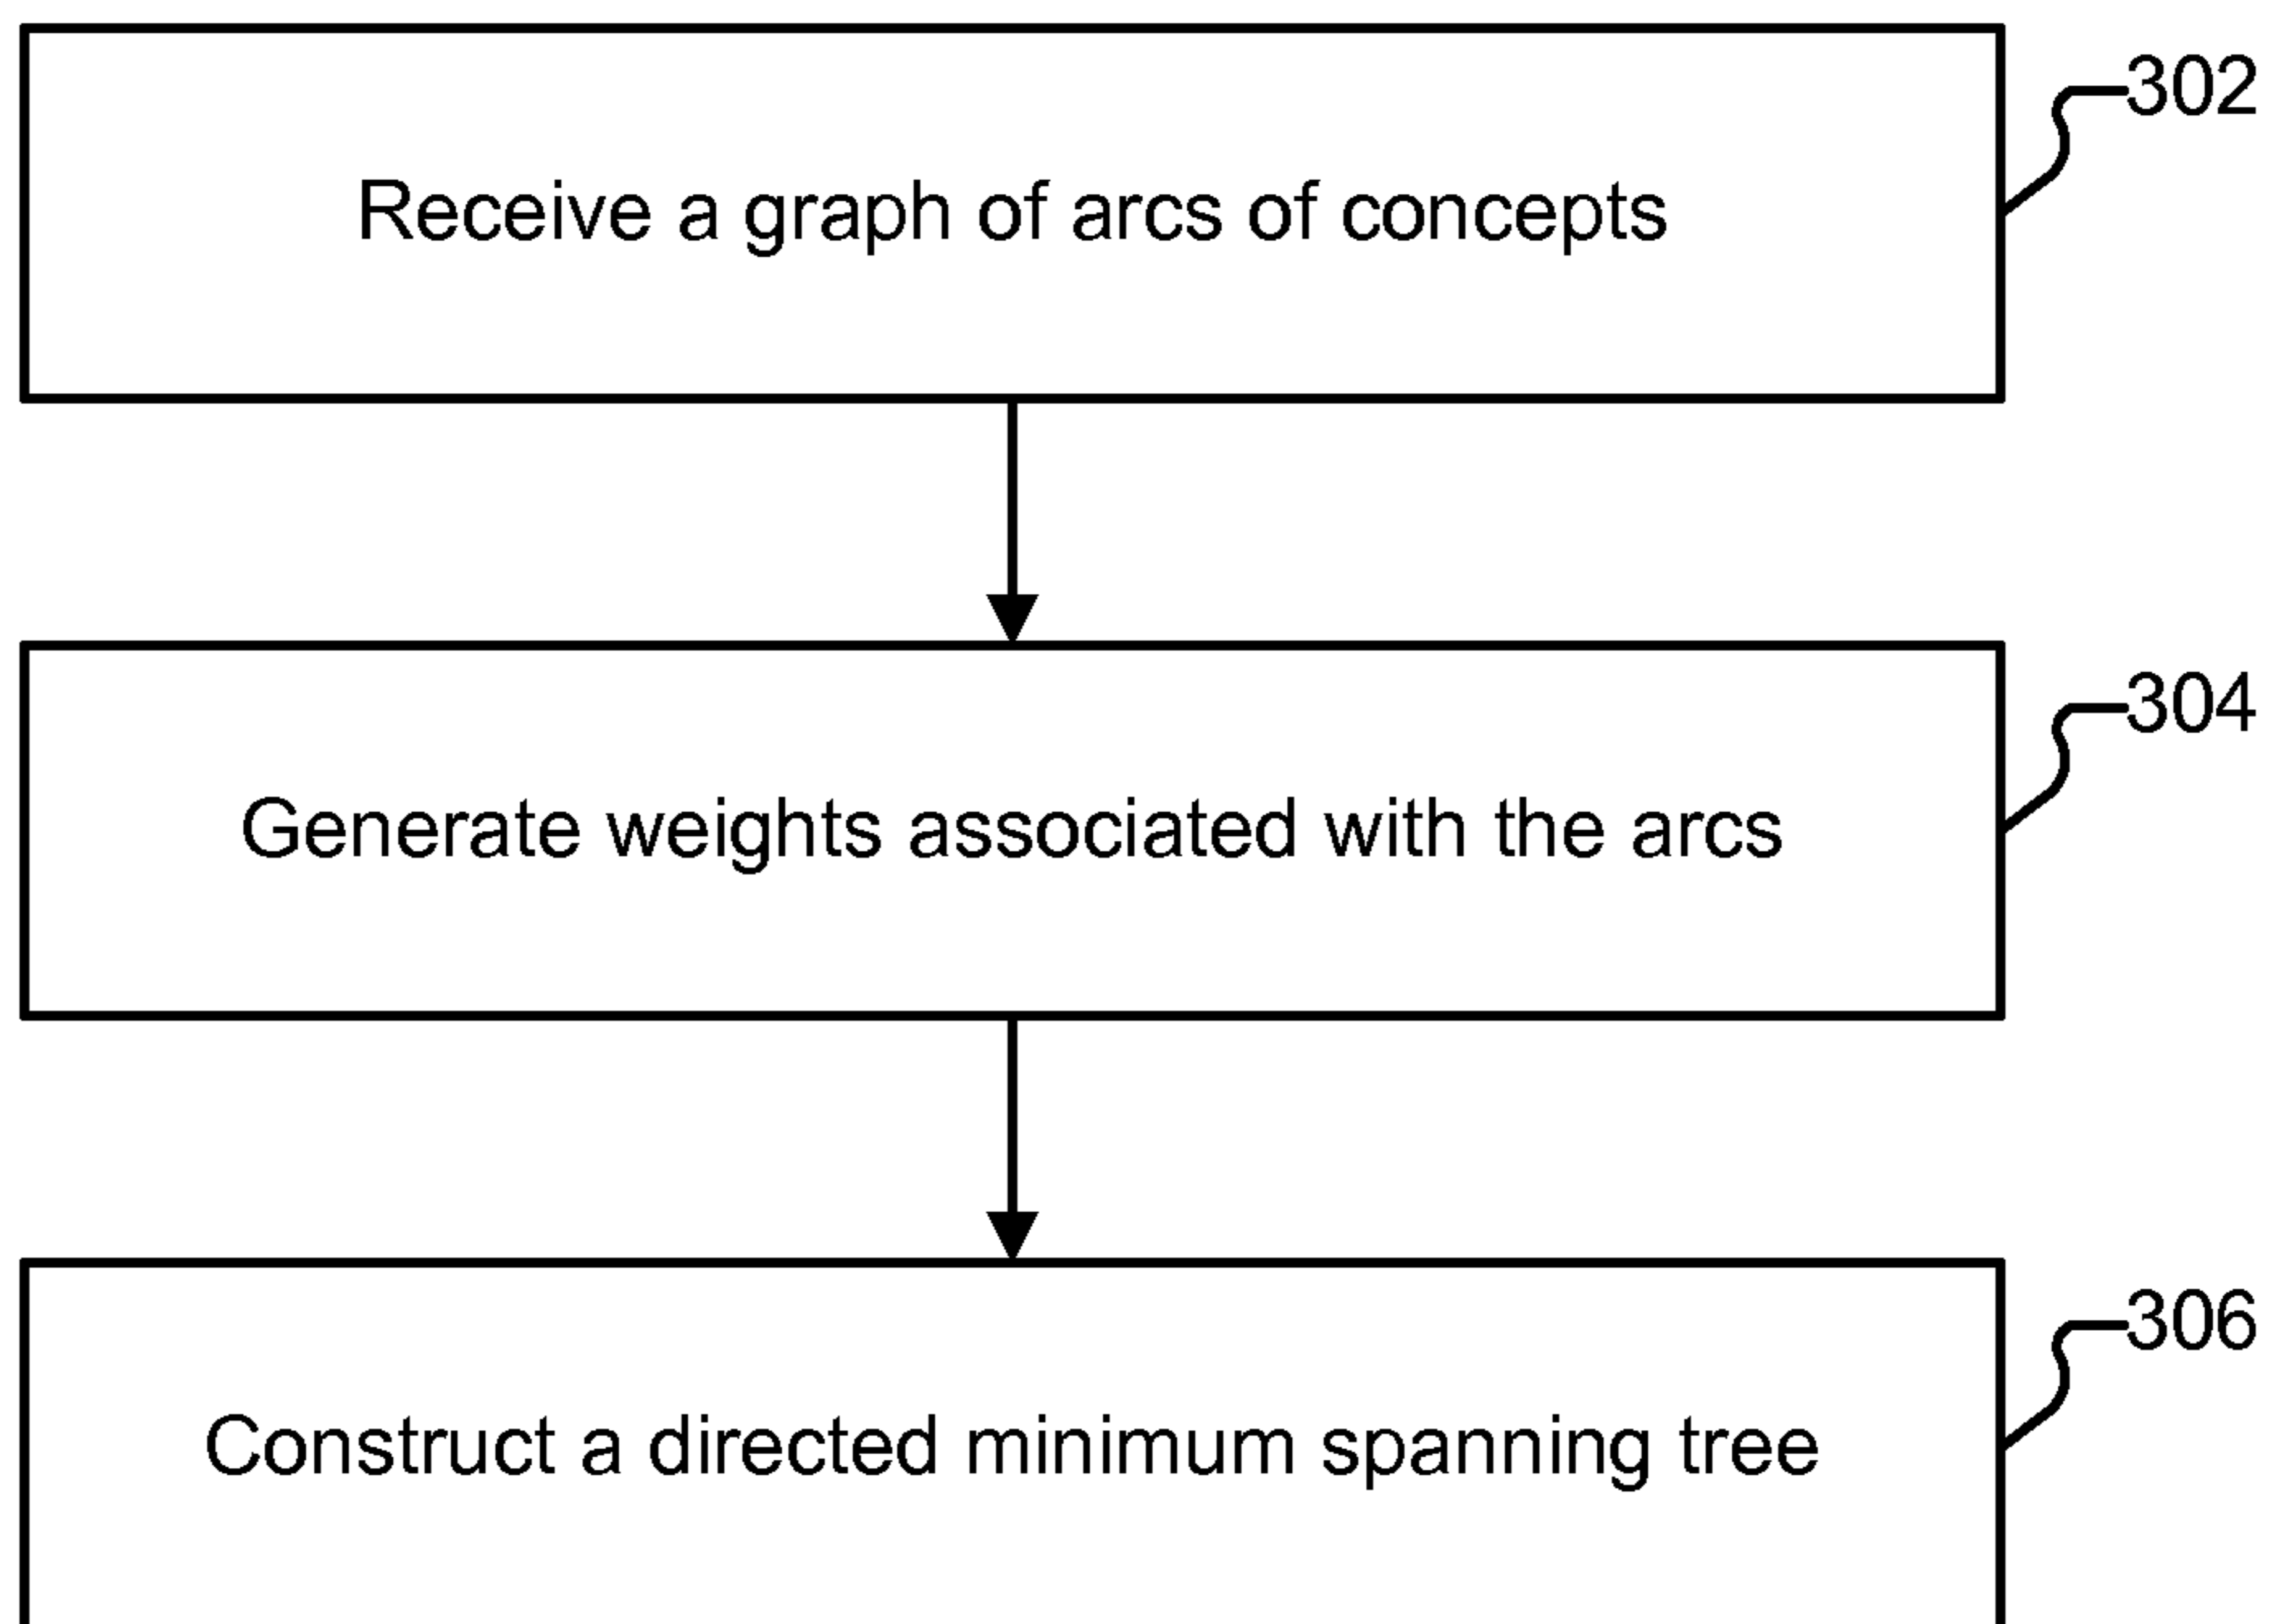 302
Receive a graph of arcs of concepts
304
Generate weights associated with the arcs
306
Construct a directed minimum spanning tree